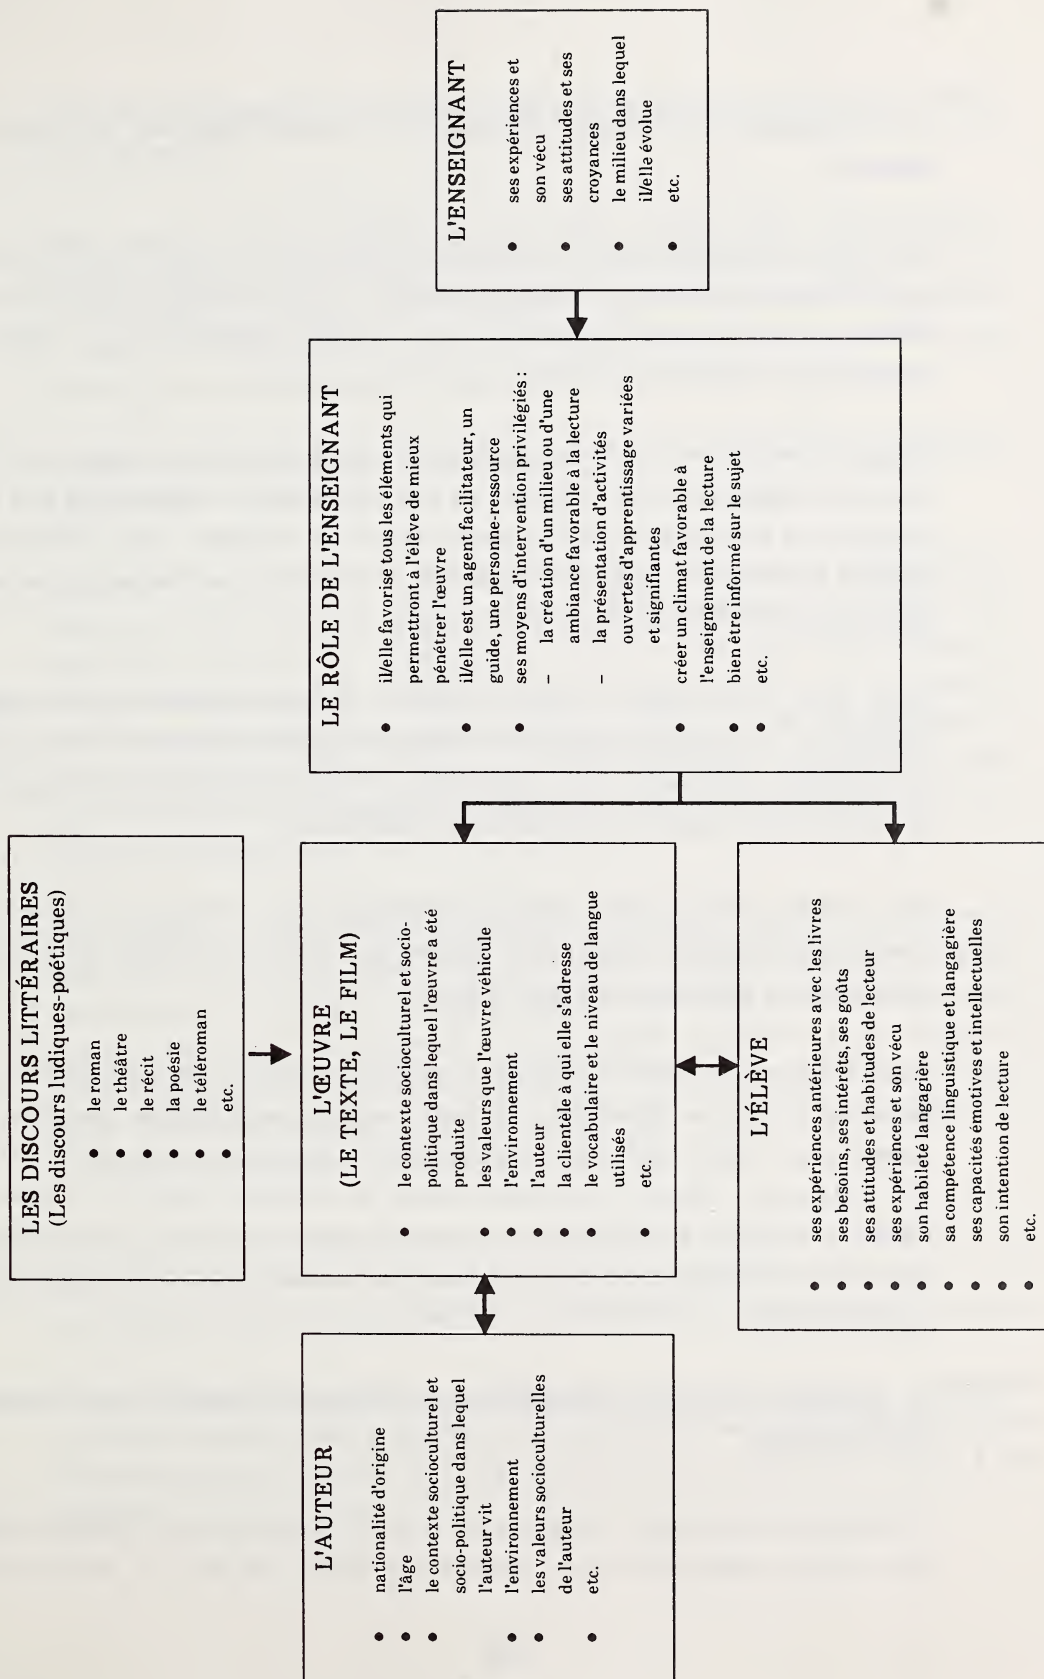 LES DISCOURS LITTÉRAIRES
(Les discours ludiques-poétiques)
● le roman
● le théâtre
● le récit
● la poésie
● le téléroman
● etc.
L'AUTEUR
● nationalité d'origine
● l'âge
● le contexte socioculturel et
socio-politique dans lequel
l'auteur vit
● l'environnement
● les valeurs socioculturelles
de l'auteur
● etc.
L'ŒUVRE
(LE TEXTE, LE FILM)
● le contexte socioculturel et socio-
politique dans lequel l'œuvre a été
produite
● les valeurs que l'œuvre véhicule
● l'environnement
● l'auteur
● la clientèle à qui elle s'adresse
● le vocabulaire et le niveau de langue
utilisés
● etc.
LE RÔLE DE L'ENSEIGNANT
● il/elle favorise tous les éléments qui
permettront à l'élève de mieux
pénétrer l'œuvre
● il/elle est un agent facilitateur, un
guide, une personne-ressource
● ses moyens d'intervention privilégiés :
– la création d'un milieu ou d'une
ambiance favorable à la lecture
– la présentation d'activités
ouvertes d'apprentissage variées
et signifiantes
● créer un climat favorable à
l'enseignement de la lecture
● bien être informé sur le sujet
● etc.
L'ENSEIGNANT
● ses expériences et
son vécu
● ses attitudes et ses
croyances
● le milieu dans lequel
il/elle évolue
● etc.
L'ÉLÈVE
● ses expériences antérieures avec les livres
● ses besoins, ses intérêts, ses goûts
● ses attitudes et habitudes de lecteur
● ses expériences et son vécu
● son habileté langagière
● sa compétence linguistique et langagière
● ses capacités émotives et intellectuelles
● son intention de lecture
● etc.